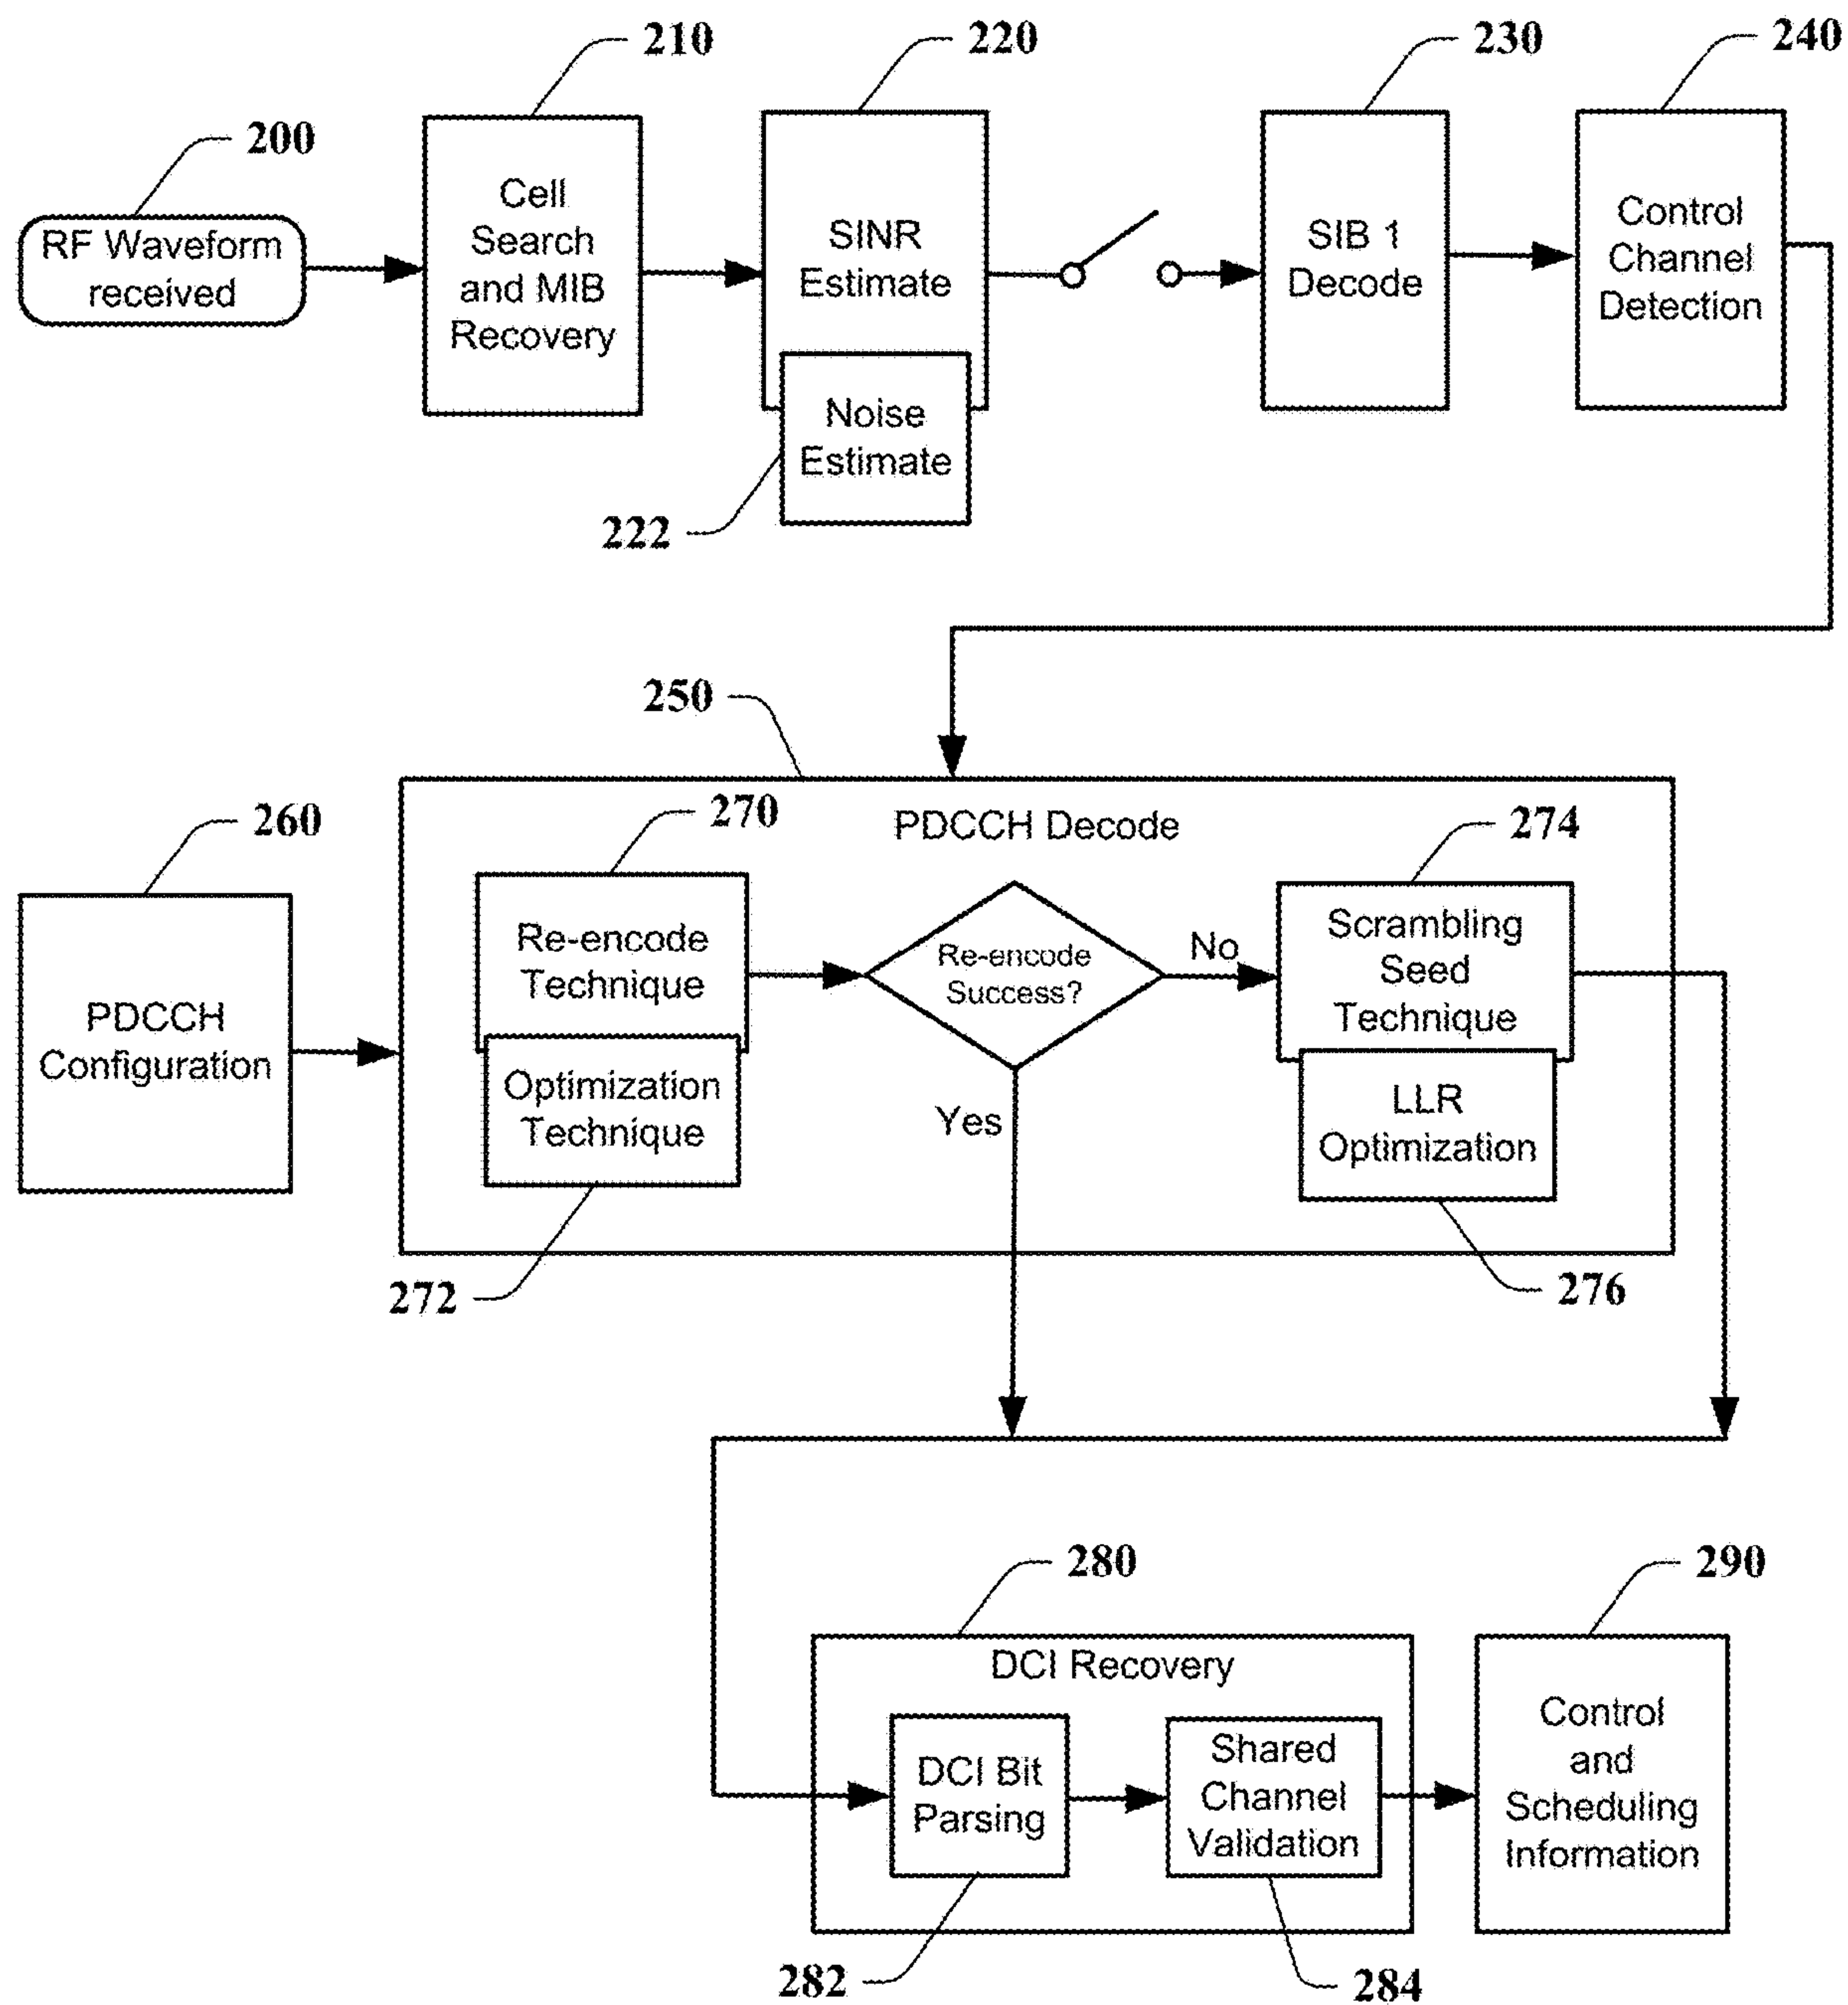 210
220
230
240
200
RF Waveform
received
Cell
Search
and MIB
Recovery
SINR
Estimate
Noise
Estimate
222
SIB 1
Decode
Control
Channel
Detection
250
260
PDCCH
Configuration
PDCCH Decode
270
Re-encode
Technique
Optimization
Technique
272
Re-encode
Success?
No
Yes
274
Scrambling
Seed
Technique
LLR
Optimization
276
280
290
DCI Recovery
DCI Bit
Parsing
Shared
Channel
Validation
282
284
Control
and
Scheduling
Information